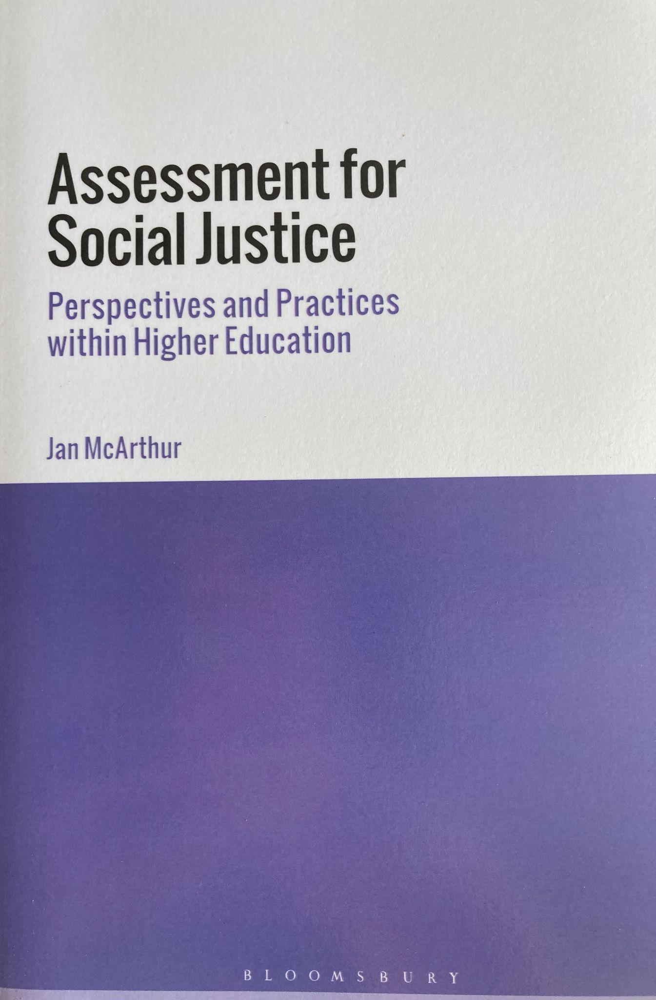 Assessment for
Social Justice
Perspectives and Practices
within Higher Education
Jan McArthur
BLOOMSBURY